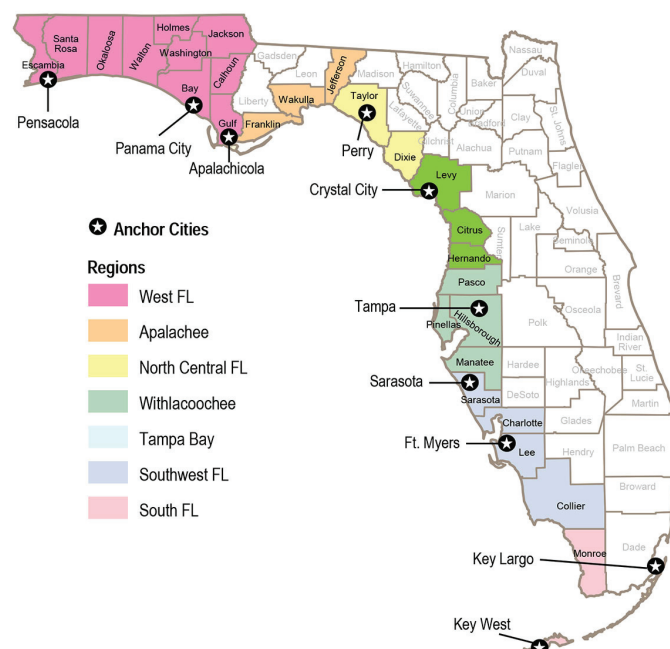 Nassau
Holmes
Jackson
Santa
Rosa
Okaloosa
Walton
Washington
Escambia
Calhoun
Gadsden
Leon
Jefferson
Madison
Hamilton
Suwannee
Columbia
Baker
Duval
Bay
Liberty
Wakulla
Taylor
Lafayette
Union
Bradford
Clay
St. Johns
Pensacola
Panama City
Gulf
Franklin
Apalachicola
Perry
Dixie
Gilchrist
Alachua
Putnam
Flagler
Crystal City
Levy
Marion
Volusia
Anchor Cities
Citrus
Hernando
Sumter
Lake
Seminole
Orange
Brevard
Regions
West FL
Apalachee
North Central FL
Withlacoochee
Tampa Bay
Southwest FL
South FL
Pasco
Tampa
Pinellas
Hillsborough
Polk
Osceola
Indian
River
Manatee
Hardee
Okeechobee
St.
Lucie
Sarasota
Sarasota
DeSoto
Highlands
Martin
Charlotte
Glades
Ft. Myers
Lee
Hendry
Palm Beach
Collier
Broward
Monroe
Dade
Key Largo
Key West